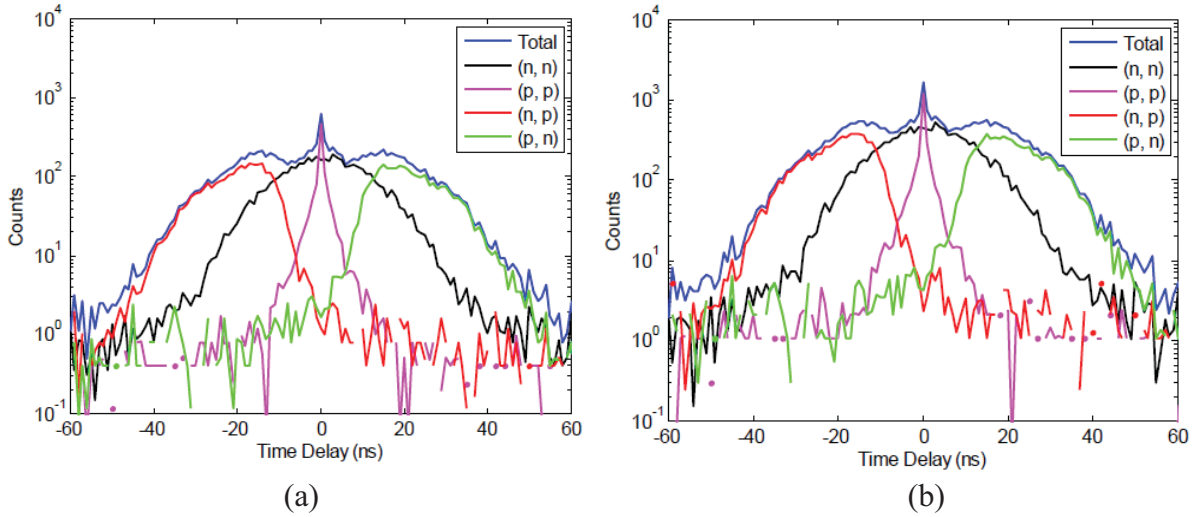 10^4
10^3
10^2
10^1
10^0
10^-1
Counts
-60 -40 -20 0 20 40 60
Time Delay (ns)
Total
(n, n)
(p, p)
(n, p)
(p, n)
(a)
10^4
10^3
10^2
10^1
10^0
10^-1
Counts
-60 -40 -20 0 20 40 60
Time Delay (ns)
Total
(n, n)
(p, p)
(n, p)
(p, n)
(b)